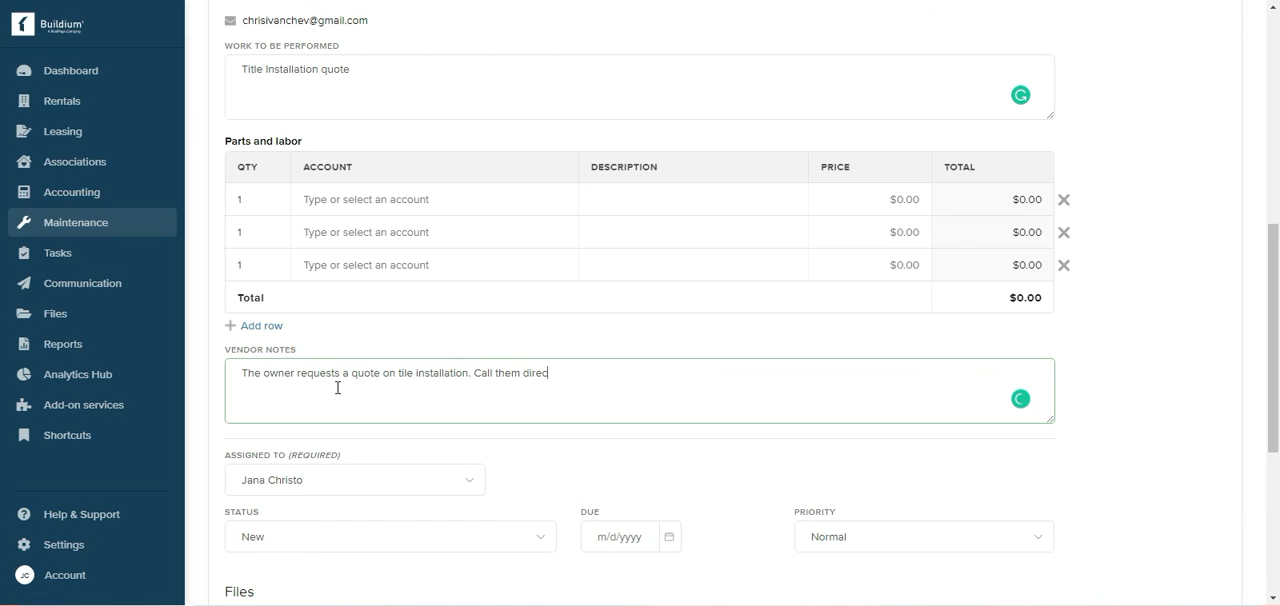 Buildium®
A RealPage Company
Dashboard
Rentals
Leasing
Associations
Accounting
Maintenance
Tasks
Communication
Files
Reports
Analytics Hub
Add-on services
Shortcuts
Help & Support
Settings
JC Account
chrisivanchev@gmail.com
WORK TO BE PERFORMED
Title Installation quote
Parts and labor
QTY ACCOUNT DESCRIPTION PRICE TOTAL
1 Type or select an account $0.00 $0.00
1 Type or select an account $0.00 $0.00
1 Type or select an account $0.00 $0.00
Total $0.00
Add row
VENDOR NOTES
The owner requests a quote on tile installation. Call them direc
ASSIGNED TO (REQUIRED)
Jana Christo
STATUS DUE PRIORITY
New m/d/yyyy Normal
Files